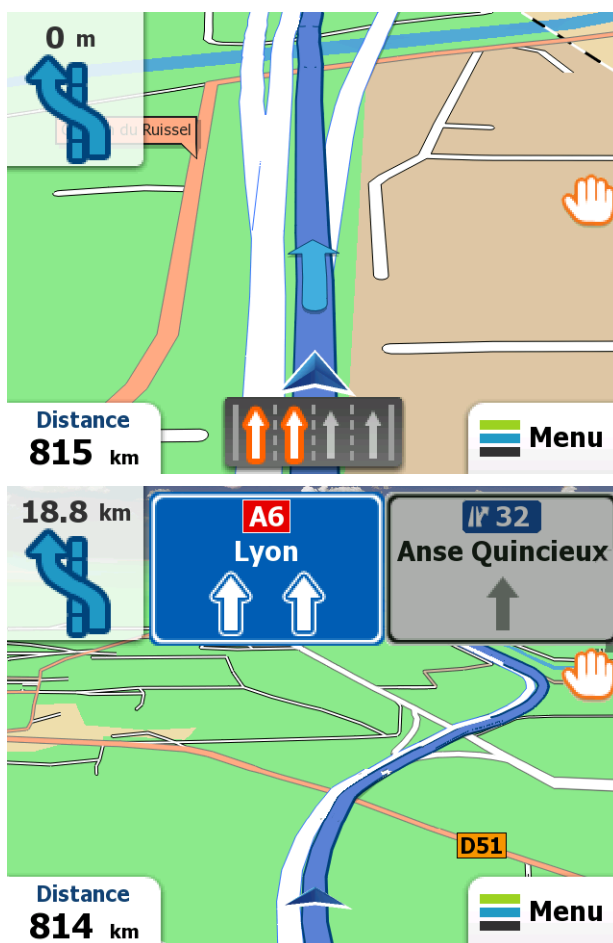 0 m
du Ruissel
Distance
815 km
Menu
18.8 km
A6
Lyon
32
Anse Quincieux
D51
Distance
814 km
Menu